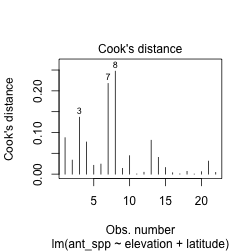 Cook's distance
Cook's distance
0.00 0.10 0.20
3
7
8
5 10 15 20
Obs. number
lm(ant_spp ~ elevation + latitude)